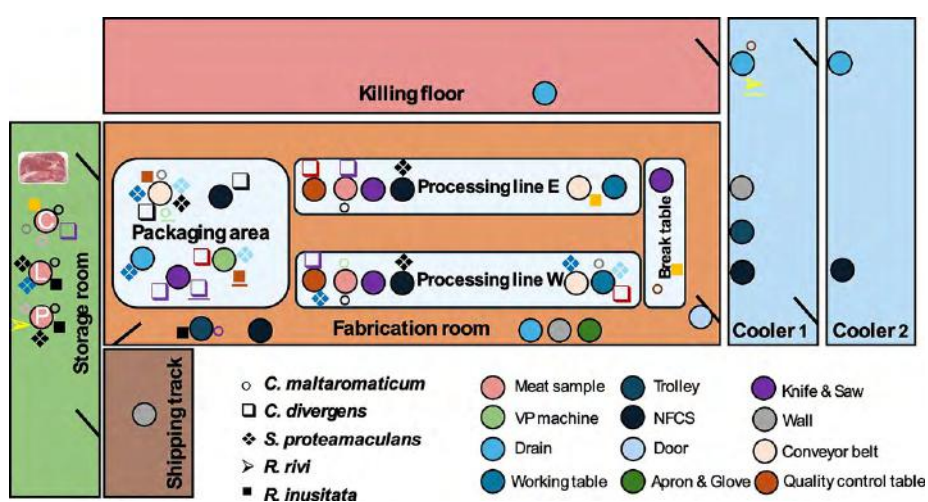 Killing floor
Processing line E
Packaging area
Break table
Processing line W
C
L
P
Storage room
Fabrication room
Cooler 1
Cooler 2
Shipping track
C. maltaromaticum
C. divergens
S. proteamaculans
R. rivi
R. inusitata
Meat sample
VP machine
Drain
Working table
Trolley
NFCS
Door
Apron & Glove
Knife & Saw
Wall
Conveyor belt
Quality control table